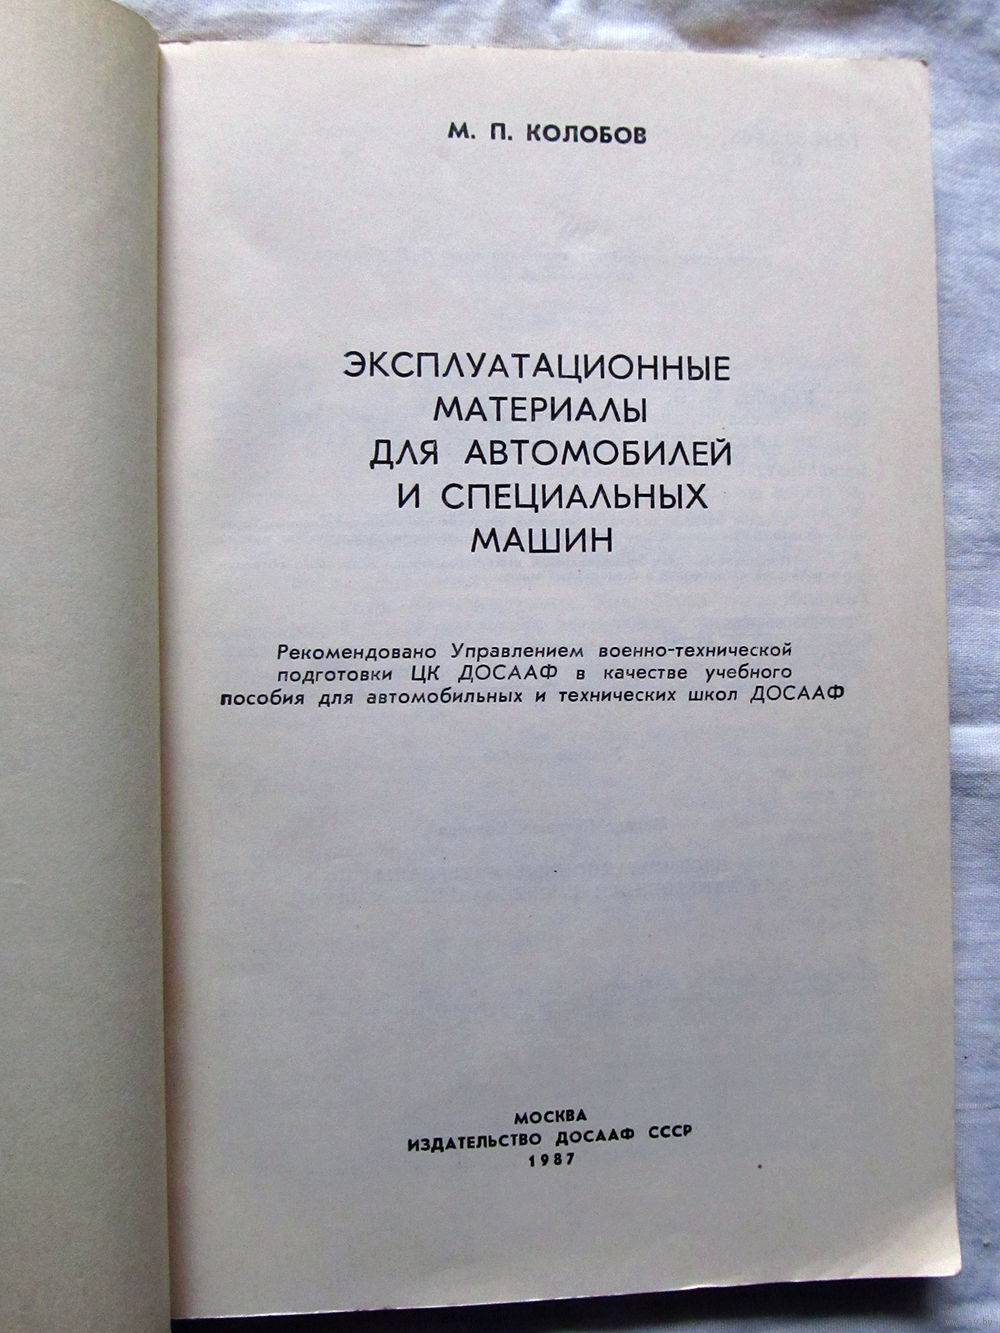 М. П. КОЛОБОВ
ЭКСПЛУАТАЦИОННЫЕ
МАТЕРИАЛЫ
ДЛЯ АВТОМОБИЛЕЙ
И СПЕЦИАЛЬНЫХ
МАШИН
Рекомендовано Управлением военно-технической
подготовки ЦК ДОСААФ в качестве учебного
пособия для автомобильных и технических школ ДОСААФ
МОСКВА
ИЗДАТЕЛЬСТВО ДОСААФ СССР
1987